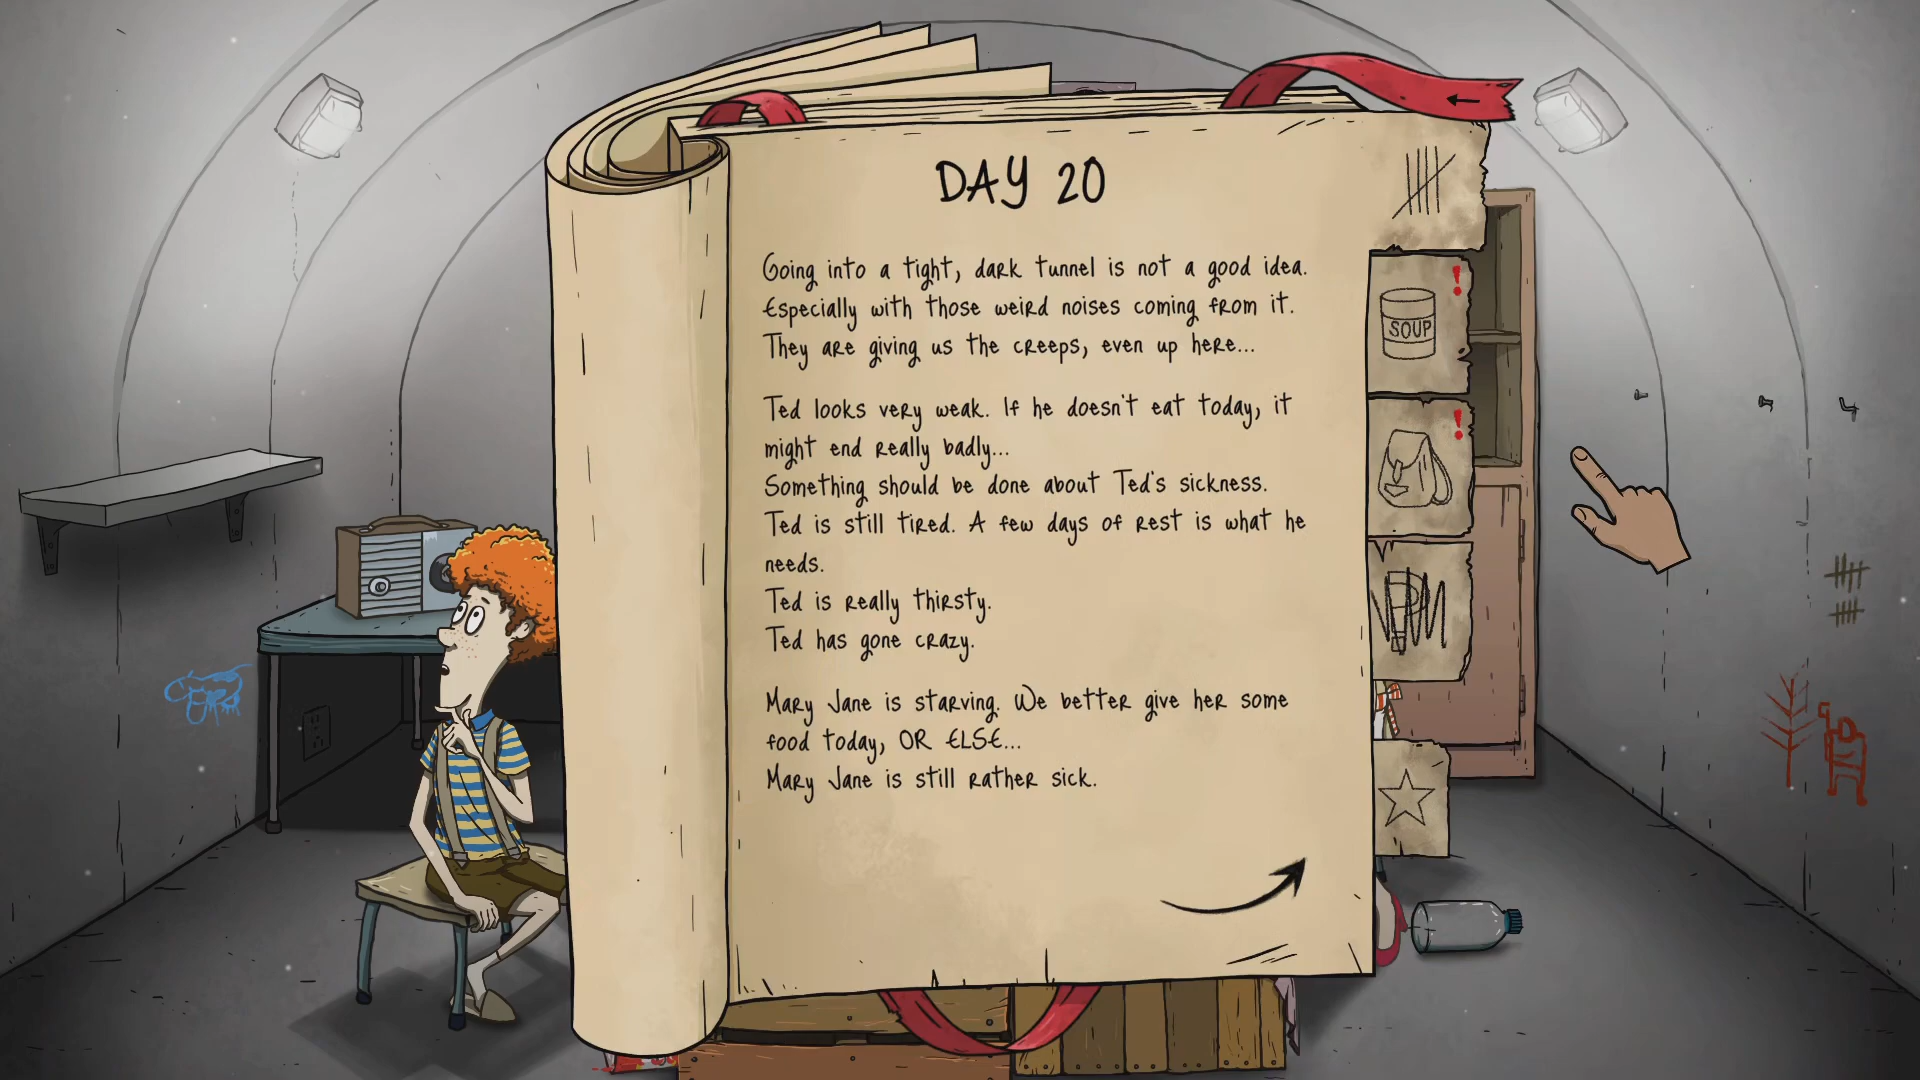 DAY 20
Going into a tight, dark tunnel is not a good idea.
Especially with those weird noises coming from it.
They are giving us the creeps, even up here...
Ted looks very weak. If he doesn't eat today, it
might end really badly...
Something should be done about Ted's sickness.
Ted is still tired. A few days of rest is what he
needs.
Ted is really thirsty.
Ted has gone crazy.
Mary Jane is starving. We better give her some
food today, OR ELSE...
Mary Jane is still rather sick.
!
SOUP
!